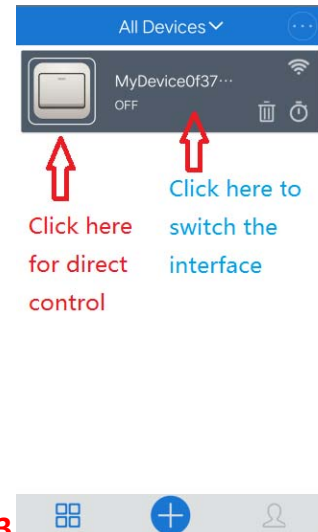 All Devices
MyDevice0f37···
OFF
Click here
for direct
control
Click here to
switch the
interface
3